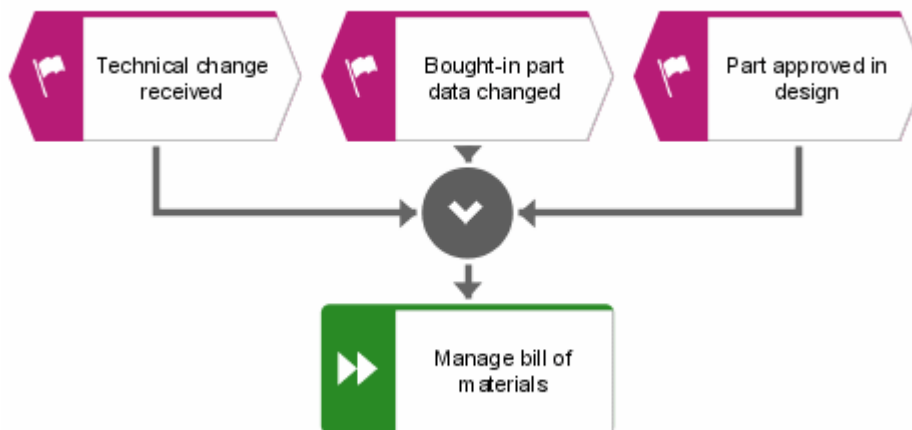 Technical change
received
Bought-in part
data changed
Part approved in
design
Manage bill of
materials